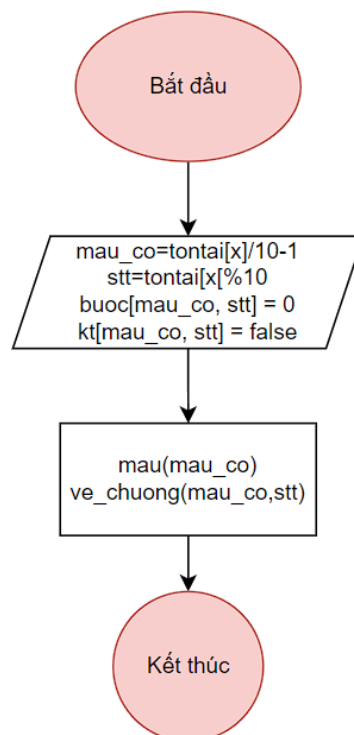 Bắt đầu
mau_co=tontai[x]/10-1
stt=tontai[x[%10
buoc[mau_co, stt] = 0
kt[mau_co, stt] = false
mau(mau_co)
ve_chuong(mau_co,stt)
Kết thúc